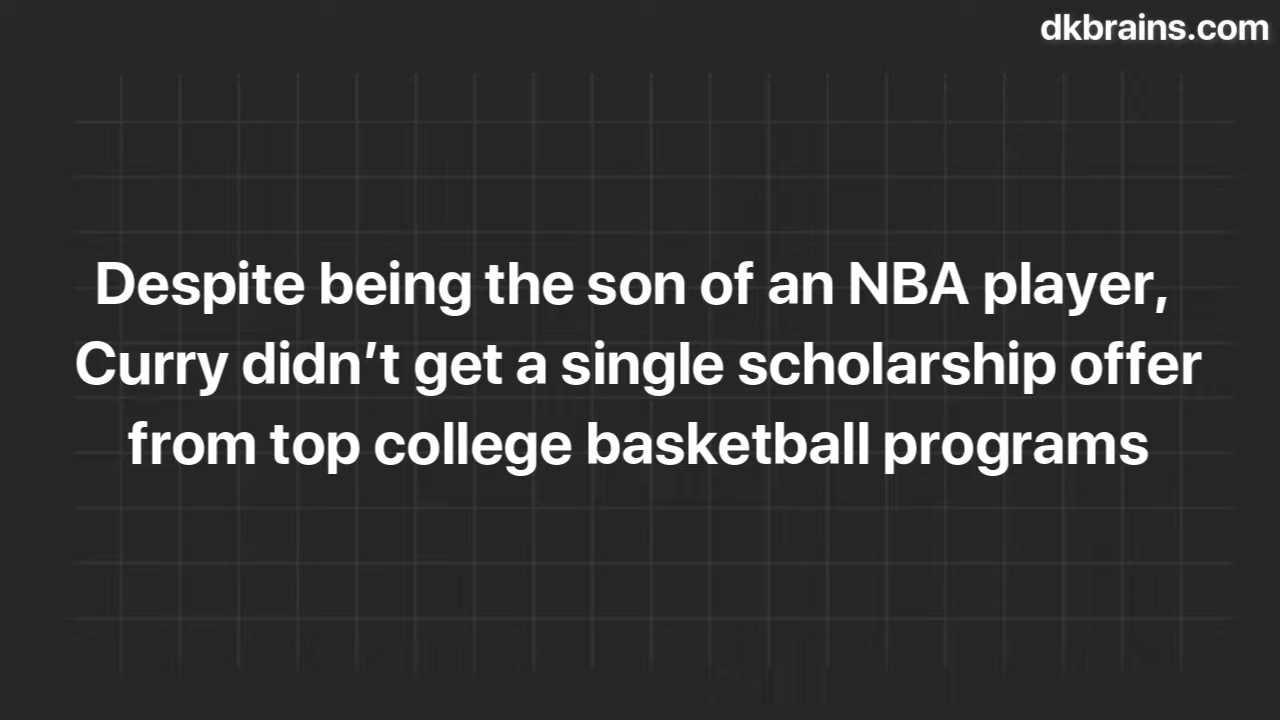 dkbrains.com
Despite being the son of an NBA player,
Curry didn’t get a single scholarship offer
from top college basketball programs